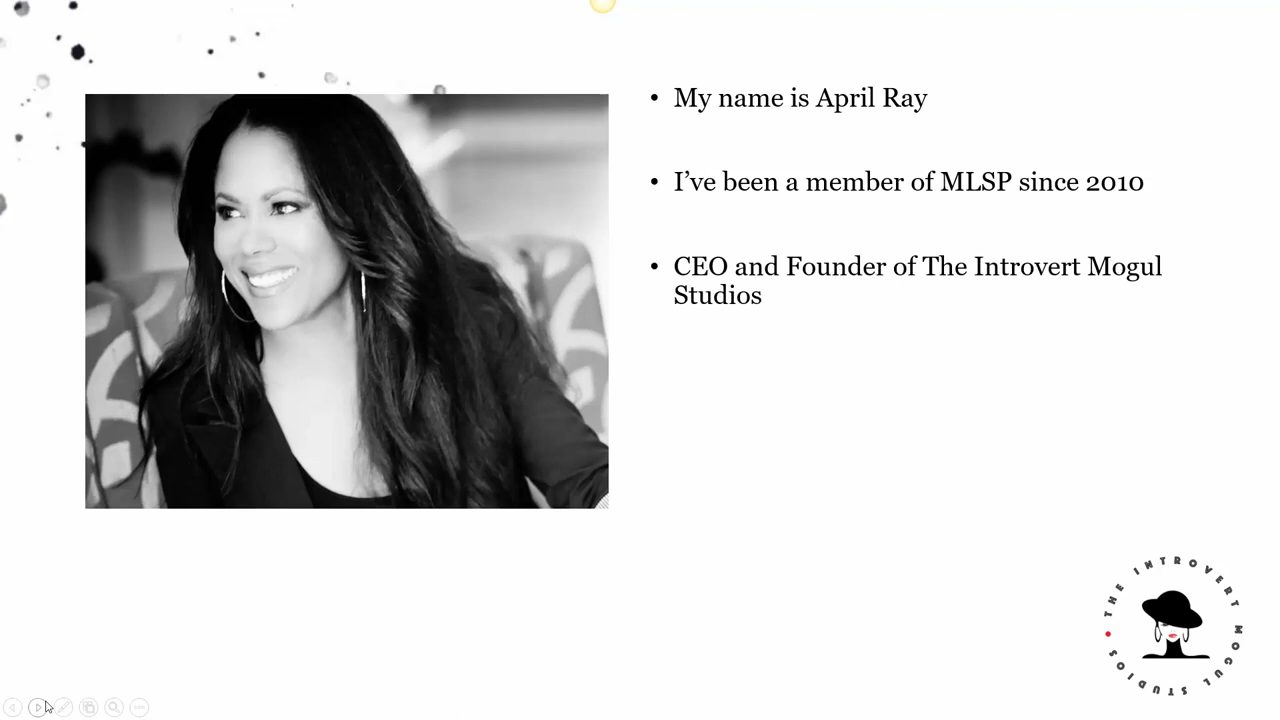 • My name is April Ray
• I’ve been a member of MLSP since 2010
• CEO and Founder of The Introvert Mogul
Studios
THE INTROVERT MOGUL STUDIOS